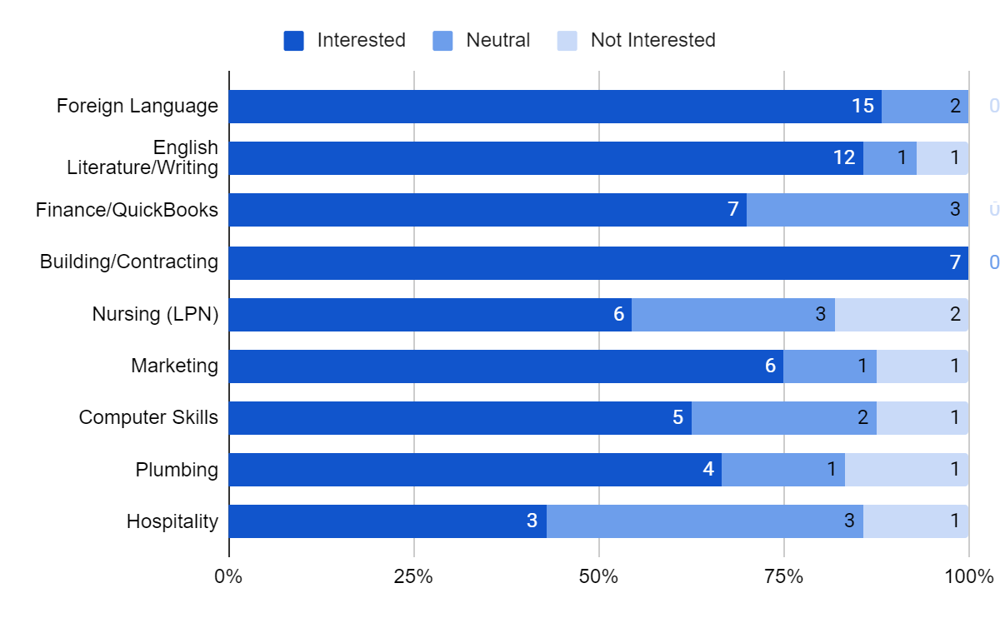 Interested Neutral Not Interested
Foreign Language 15 2 0
English
Literature/Writing 12 1 1
Finance/QuickBooks 7 3 0
Building/Contracting 7 0
Nursing (LPN) 6 3 2
Marketing 6 1 1
Computer Skills 5 2 1
Plumbing 4 1 1
Hospitality 3 3 1
0% 25% 50% 75% 100%